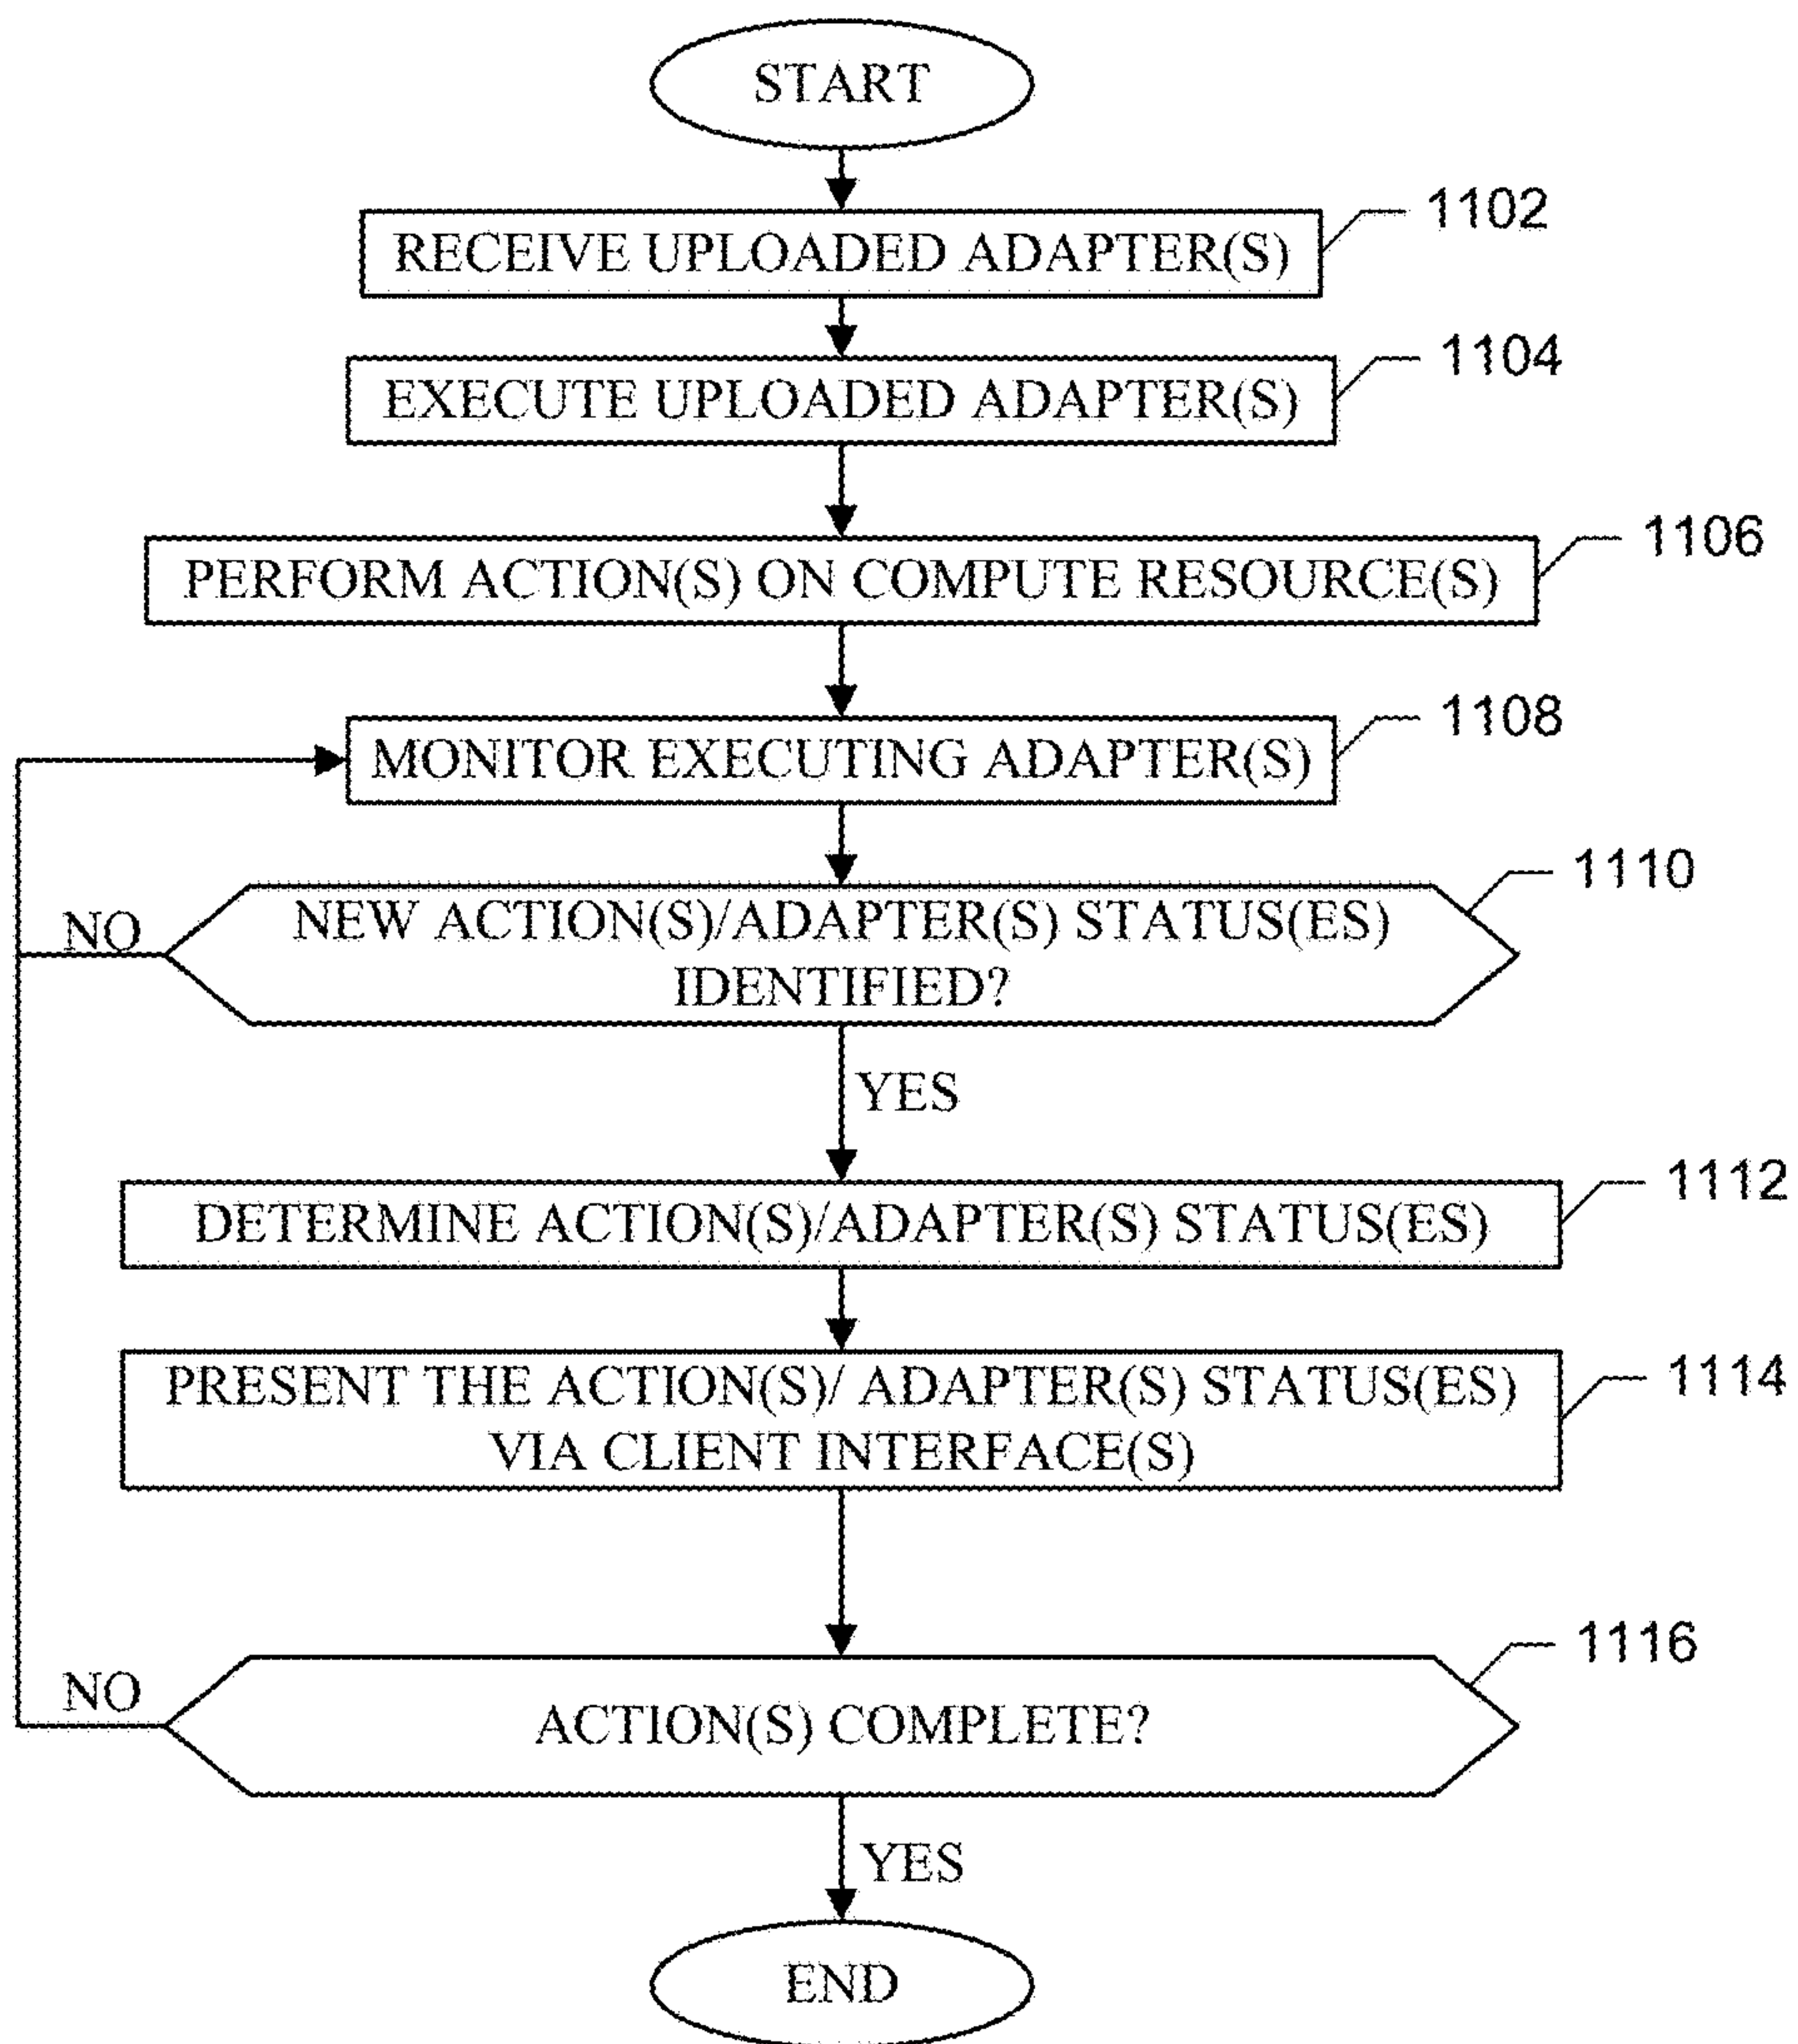 START
1102
RECEIVE UPLOADED ADAPTER(S)
1104
EXECUTE UPLOADED ADAPTER(S)
1106
PERFORM ACTION(S) ON COMPUTE RESOURCE(S)
1108
MONITOR EXECUTING ADAPTER(S)
1110
NO
NEW ACTION(S)/ADAPTER(S) STATUS(ES)
IDENTIFIED?
YES
1112
DETERMINE ACTION(S)/ADAPTER(S) STATUS(ES)
1114
PRESENT THE ACTION(S)/ ADAPTER(S) STATUS(ES)
VIA CLIENT INTERFACE(S)
1116
NO
ACTION(S) COMPLETE?
YES
END